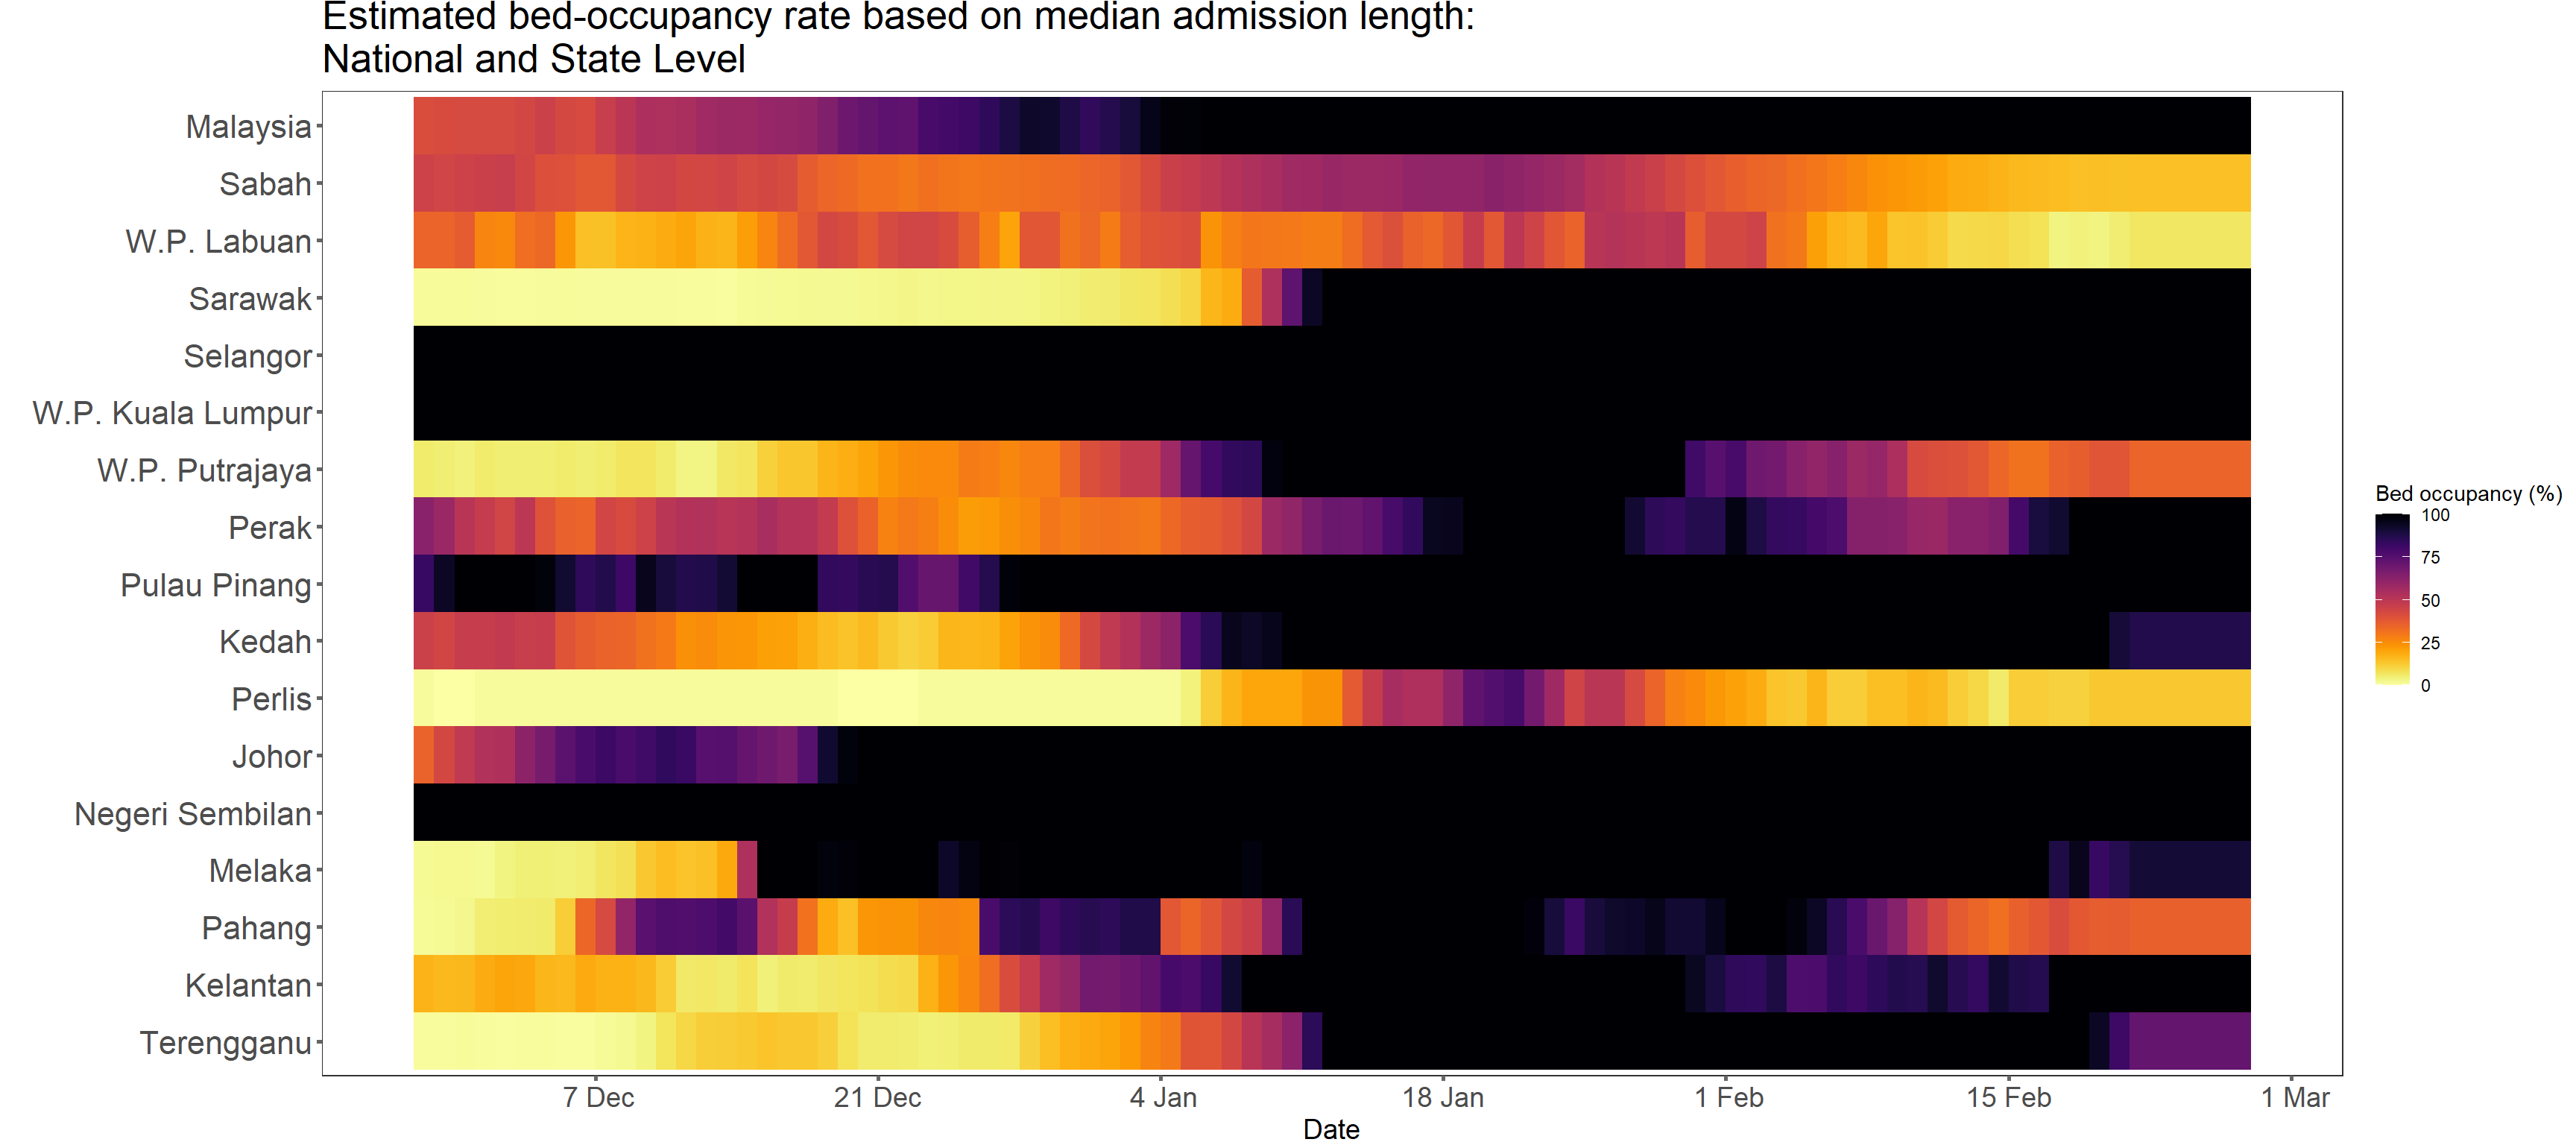 Estimated bed-occupancy rate based on median admission length:
National and State Level
Malaysia
Sabah
W.P. Labuan
Sarawak
Selangor
W.P. Kuala Lumpur
W.P. Putrajaya
Perak
Pulau Pinang
Kedah
Perlis
Johor
Negeri Sembilan
Melaka
Pahang
Kelantan
Terengganu
7 Dec
21 Dec
4 Jan
18 Jan
1 Feb
15 Feb
1 Mar
Date
Bed occupancy (%)
100
75
50
25
0